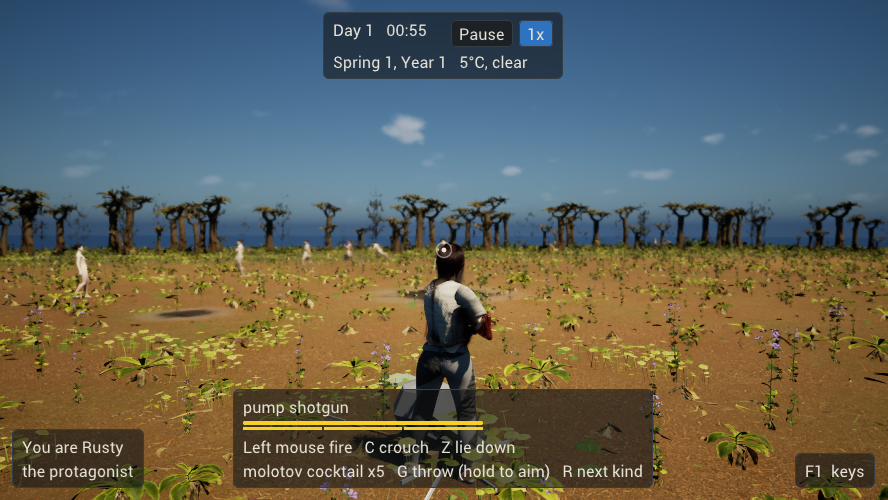 Day 1 00:55 Pause 1x
Spring 1, Year 1 5°C, clear
pump shotgun
Left mouse fire C crouch Z lie down
molotov cocktail x5 G throw (hold to aim) R next kind
You are Rusty
the protagonist
F1 keys